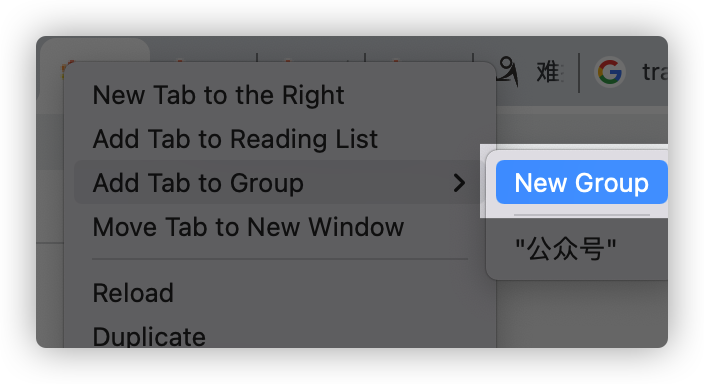 难
tra
New Tab to the Right
Add Tab to Reading List
Add Tab to Group
New Group
Move Tab to New Window
"公众号"
Reload
Duplicate